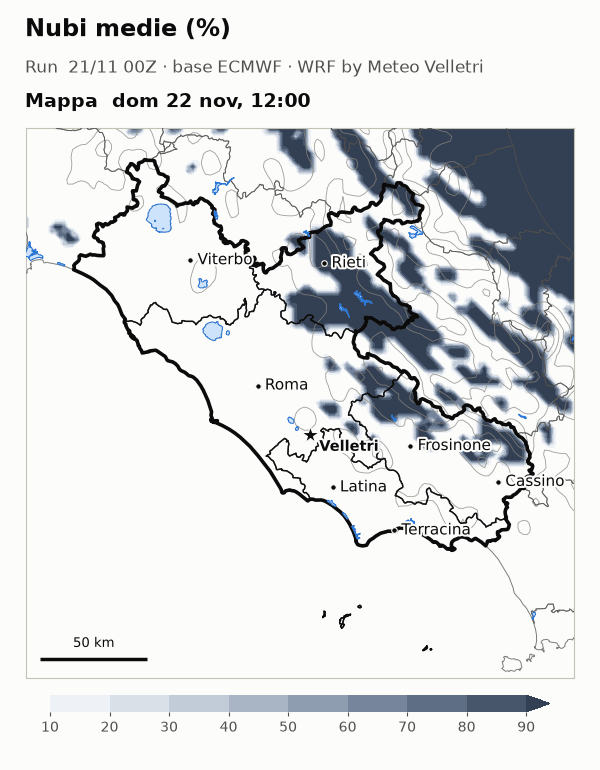 Nubi medie (%)
Run  21/11 00Z · base ECMWF · WRF by Meteo Velletri
Mappa  dom 22 nov, 12:00
Viterbo
Rieti
Roma
Velletri
Frosinone
Cassino
Latina
Terracina
50 km
10 20 30 40 50 60 70 80 90